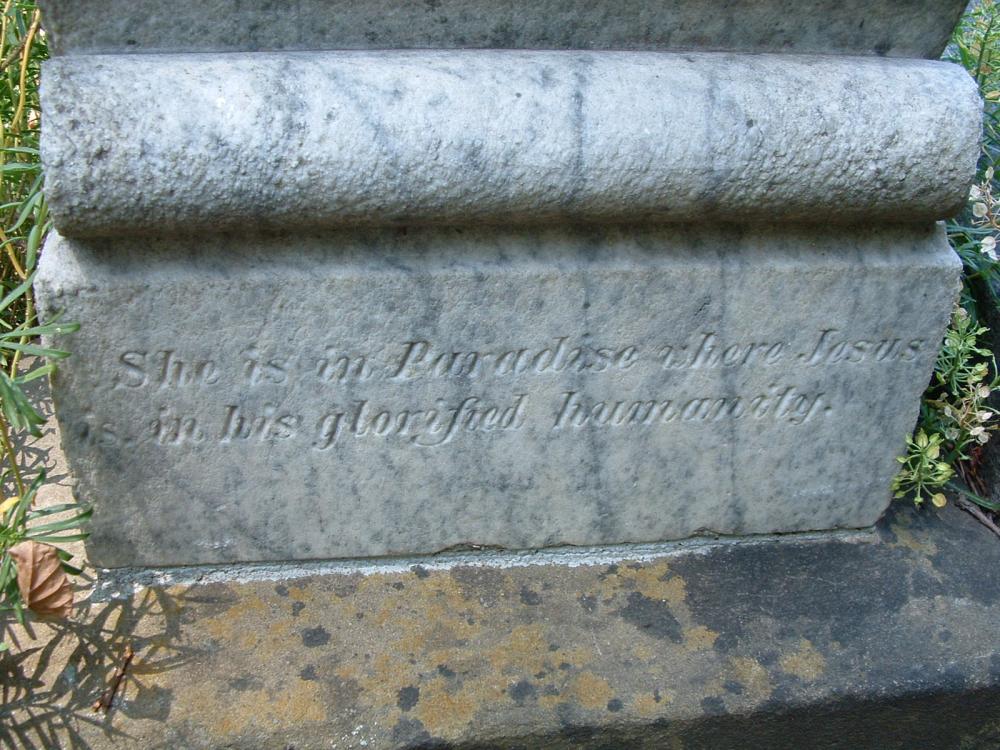 She is in Paradise where Jesus
is in his glorified humanity.